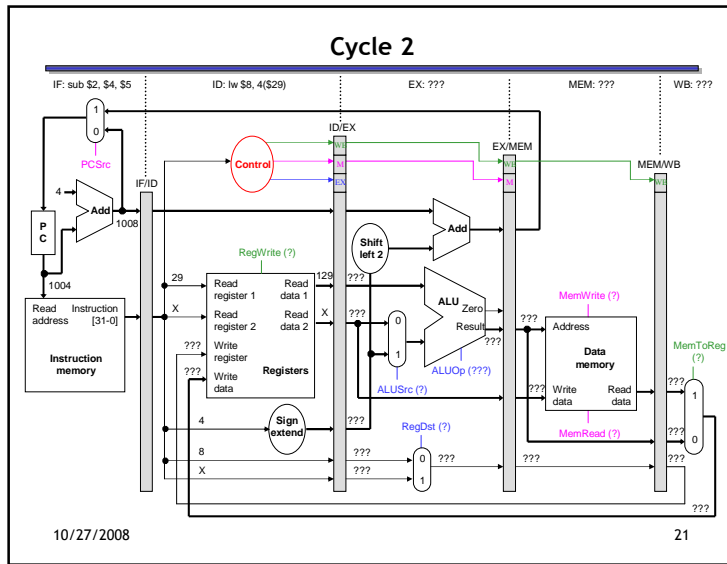 Cycle 2
IF: sub $2, $4, $5
ID: lw $8, 4($29)
EX: ???
MEM: ???
WB: ???
1
0
PCSrc
4
Add
P
C
1008
1004
IF/ID
Control
ID/EX
WB
M
EX
EX/MEM
WB
M
MEM/WB
WB
Shift
left 2
Add
Read
address
Instruction
[31-0]
Instruction
memory
RegWrite (?)
29
X
???
???
Read
register 1
Read
data 1
Read
register 2
Read
data 2
Write
register
Write
data
Registers
129
X
???
???
0
1
ALUSrc (?)
ALU
Zero
Result
???
ALUOp (???)
???
MemWrite (?)
Address
Data
memory
Write
data
Read
data
MemRead (?)
MemToReg
(?)
???
1
???
0
???
4
Sign
extend
???
8
X
???
???
RegDst (?)
0
1
???
???
???
???
10/27/2008
21